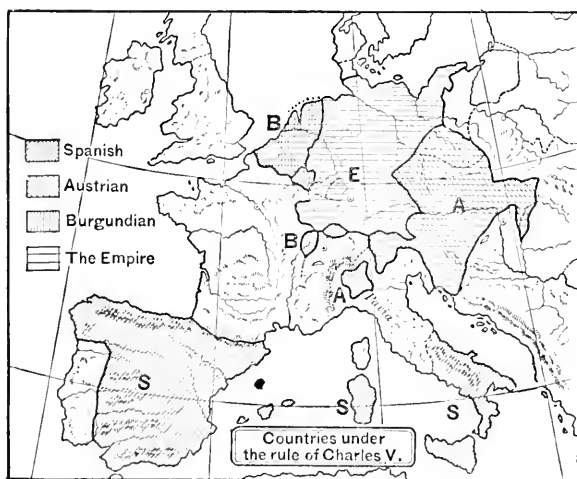 B
Spanish
E
Austrian
A
Burgundian
B
The Empire
A
S
S
S
Countries under
the rule of Charles V.